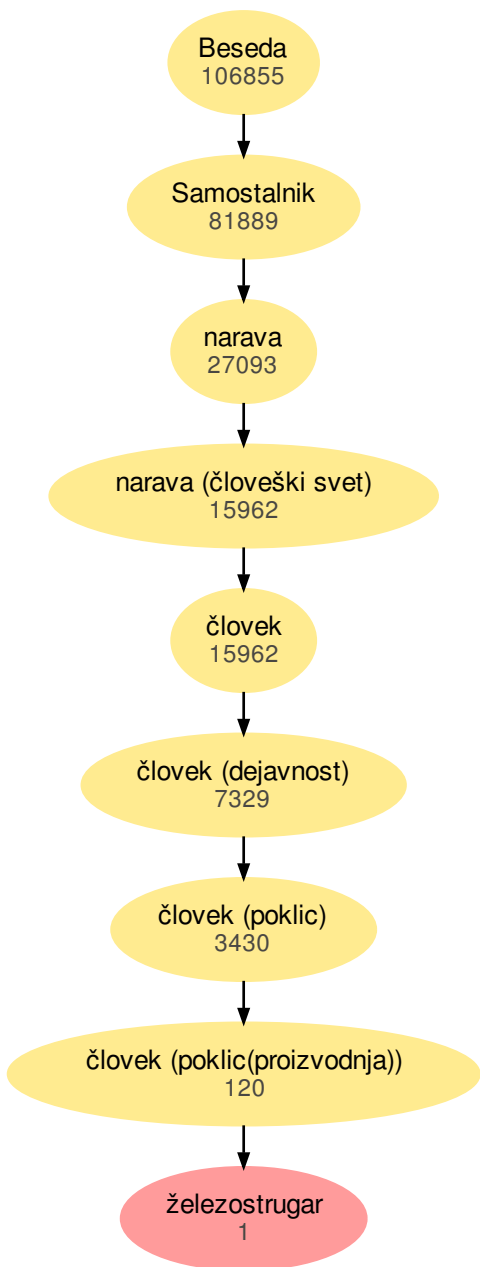 Beseda
106855
Samostalnik
81889
narava
27093
narava (človeški svet)
15962
človek
15962
človek (dejavnost)
7329
človek (poklic)
3430
človek (poklic(proizvodnja))
120
železostrugar
1